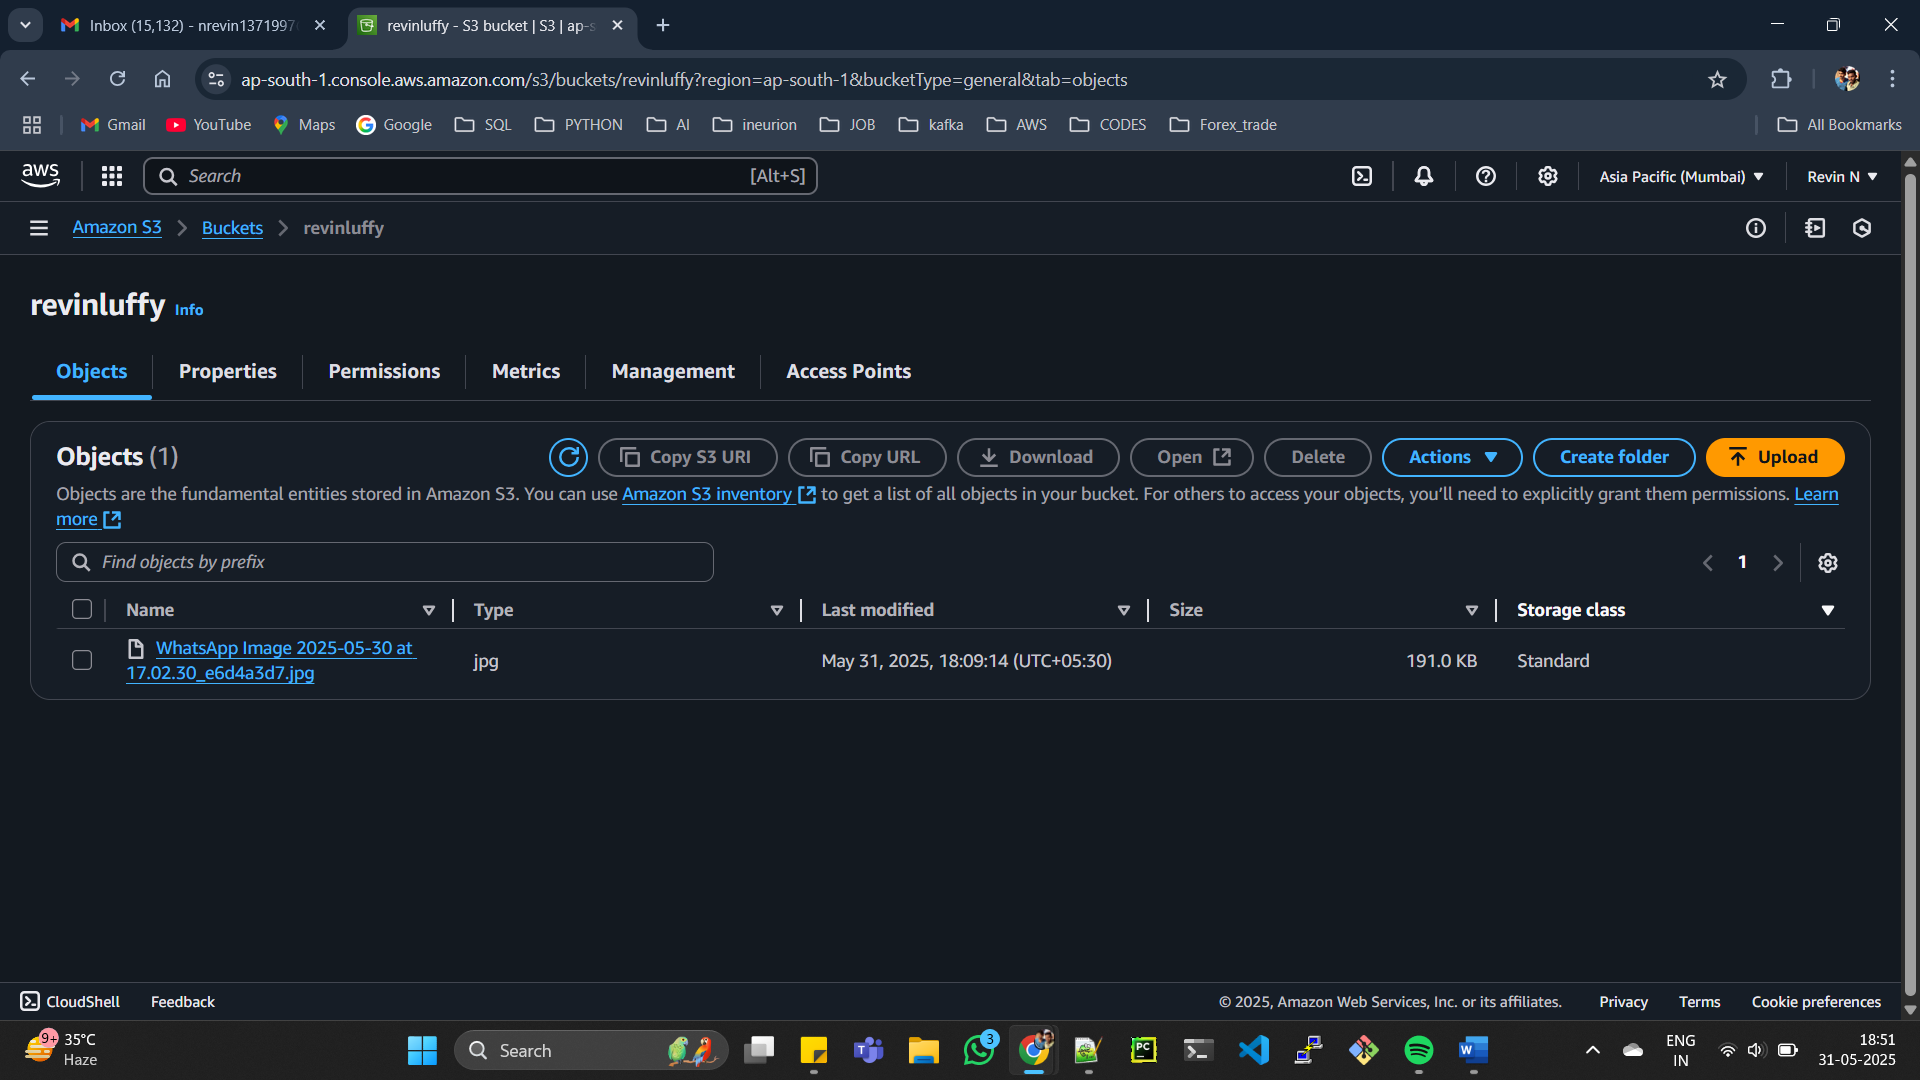 Inbox (15,132) - nrevin1371997
revinluffy - S3 bucket | S3 | ap-s
ap-south-1.console.aws.amazon.com/s3/buckets/revinluffy?region=ap-south-1&bucketType=general&tab=objects
Gmail YouTube Maps Google SQL PYTHON AI ineurion JOB kafka AWS CODES Forex_trade All Bookmarks
aws Search [Alt+S] Asia Pacific (Mumbai) Revin N
Amazon S3 Buckets revinluffy
revinluffy Info
Objects Properties Permissions Metrics Management Access Points
Objects (1) Copy S3 URI Copy URL Download Open Delete Actions Create folder Upload
Objects are the fundamental entities stored in Amazon S3. You can use Amazon S3 inventory to get a list of all objects in your bucket. For others to access your objects, you’ll need to explicitly grant them permissions. Learn
more
Find objects by prefix 1
Name Type Last modified Size Storage class
WhatsApp Image 2025-05-30 at
17.02.30_e6d4a3d7.jpg jpg May 31, 2025, 18:09:14 (UTC+05:30) 191.0 KB Standard
CloudShell Feedback © 2025, Amazon Web Services, Inc. or its affiliates. Privacy Terms Cookie preferences
9+ 35°C
Haze
Search
3
PC
W
ENG
IN
18:51
31-05-2025